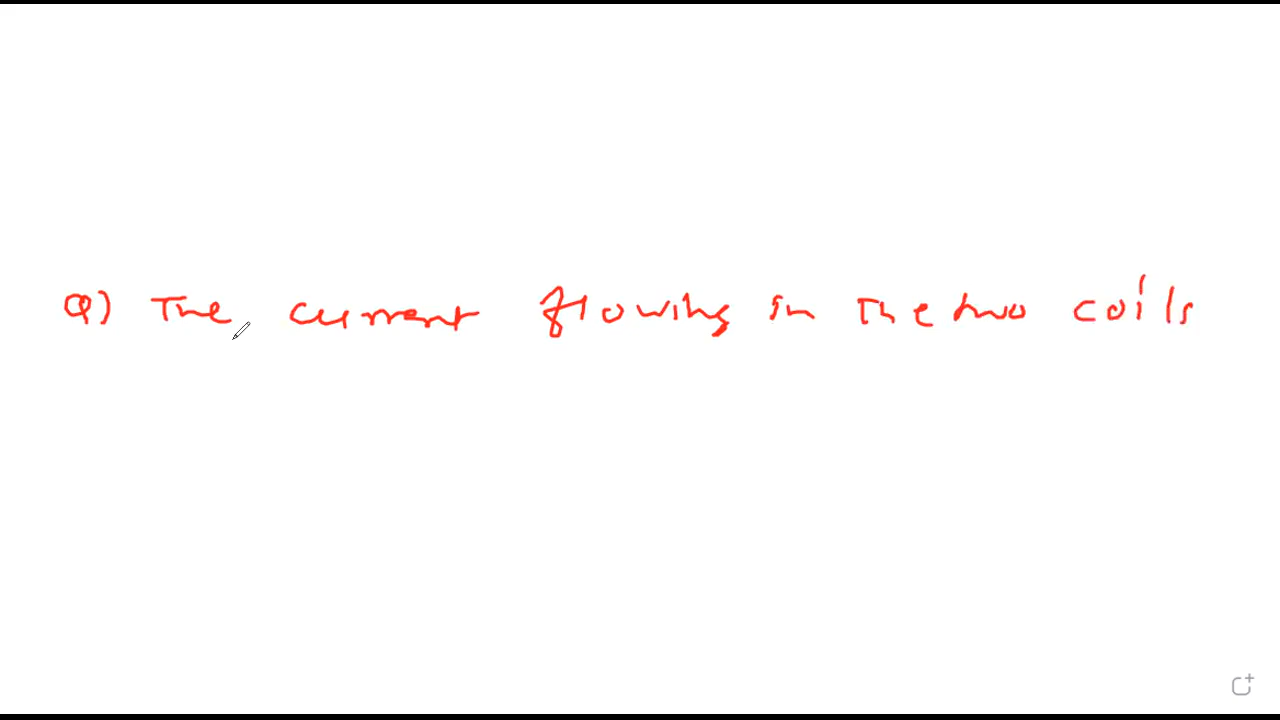 Q) The current flowing in the two coils